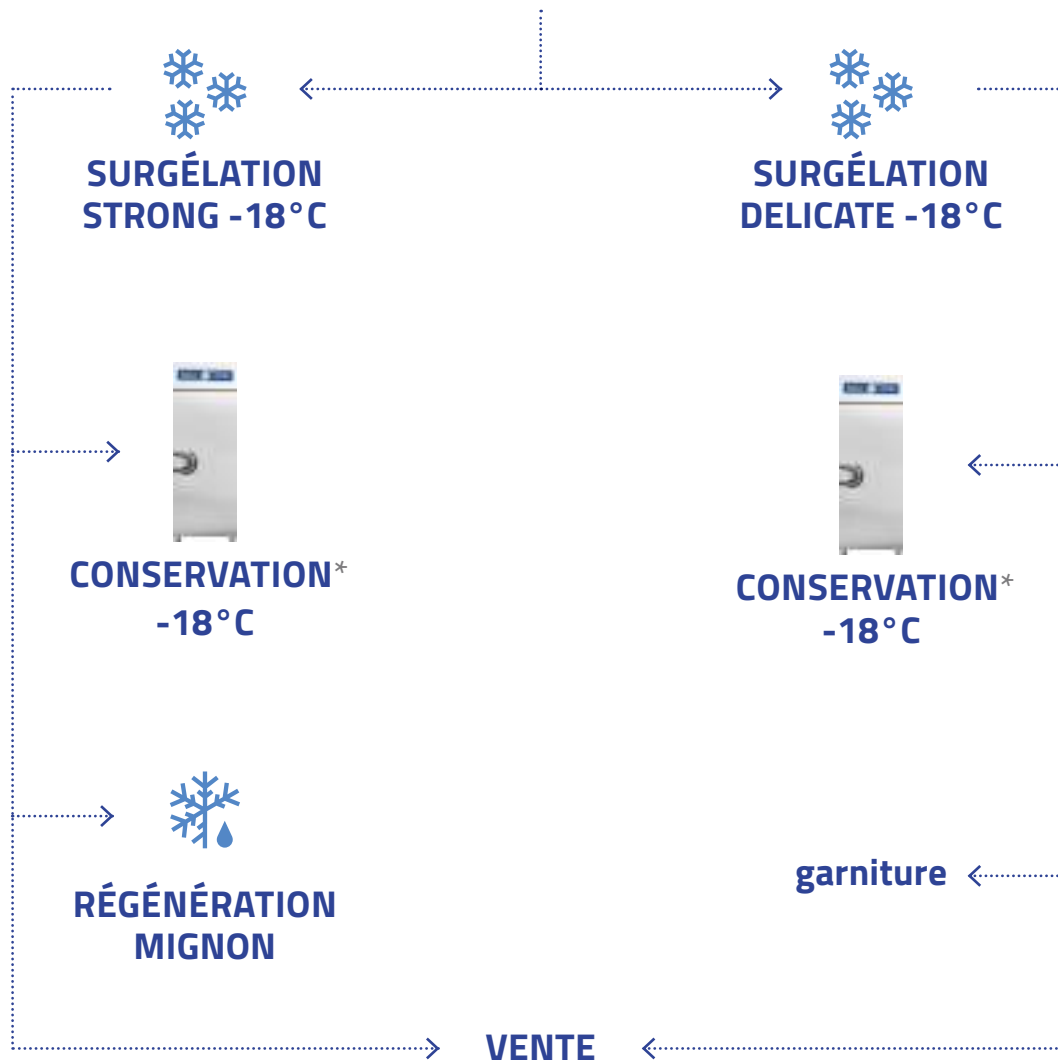 SURGÉLATION
STRONG -18°C
SURGÉLATION
DELICATE -18°C
CONSERVATION*
-18°C
CONSERVATION*
-18°C
RÉGÉNÉRATION
MIGNON
garniture
VENTE